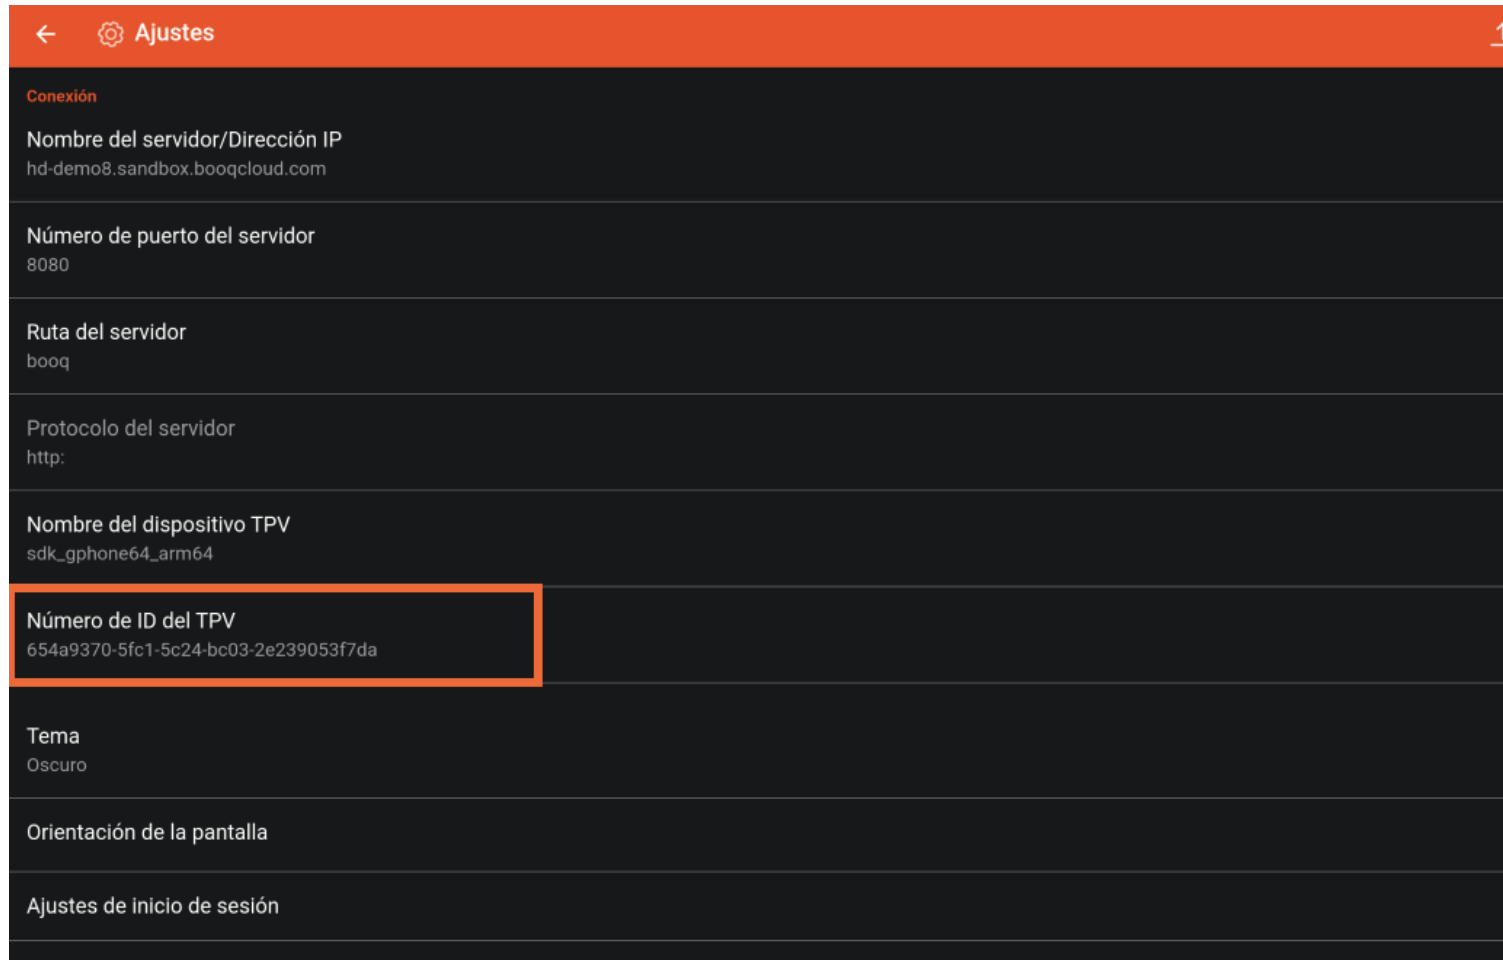 Ajustes
Conexión
Nombre del servidor/Dirección IP
hd-demo8.sandbox.booqcloud.com
Número de puerto del servidor
8080
Ruta del servidor
booq
Protocolo del servidor
http:
Nombre del dispositivo TPV
sdk_gphone64_arm64
Número de ID del TPV
654a9370-5fc1-5c24-bc03-2e239053f7da
Tema
Oscuro
Orientación de la pantalla
Ajustes de inicio de sesión